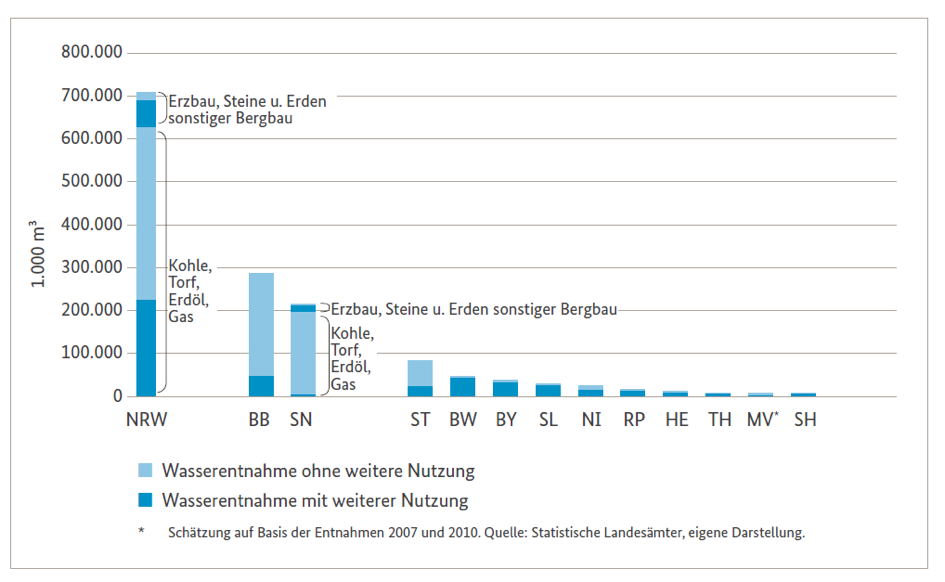 800.000
700.000
600.000
500.000
400.000
300.000
200.000
100.000
0
1.000 m³
Erzbau, Steine u. Erden
sonstiger Bergbau
Kohle,
Torf,
Erdöl,
Gas
Erzbau, Steine u. Erden sonstiger Bergbau
Kohle,
Torf,
Erdöl,
Gas
NRW BB SN ST BW BY SL NI RP HE TH MV* SH
Wasserentnahme ohne weitere Nutzung
Wasserentnahme mit weiterer Nutzung
* Schätzung auf Basis der Entnahmen 2007 und 2010. Quelle: Statistische Landesämter, eigene Darstellung.